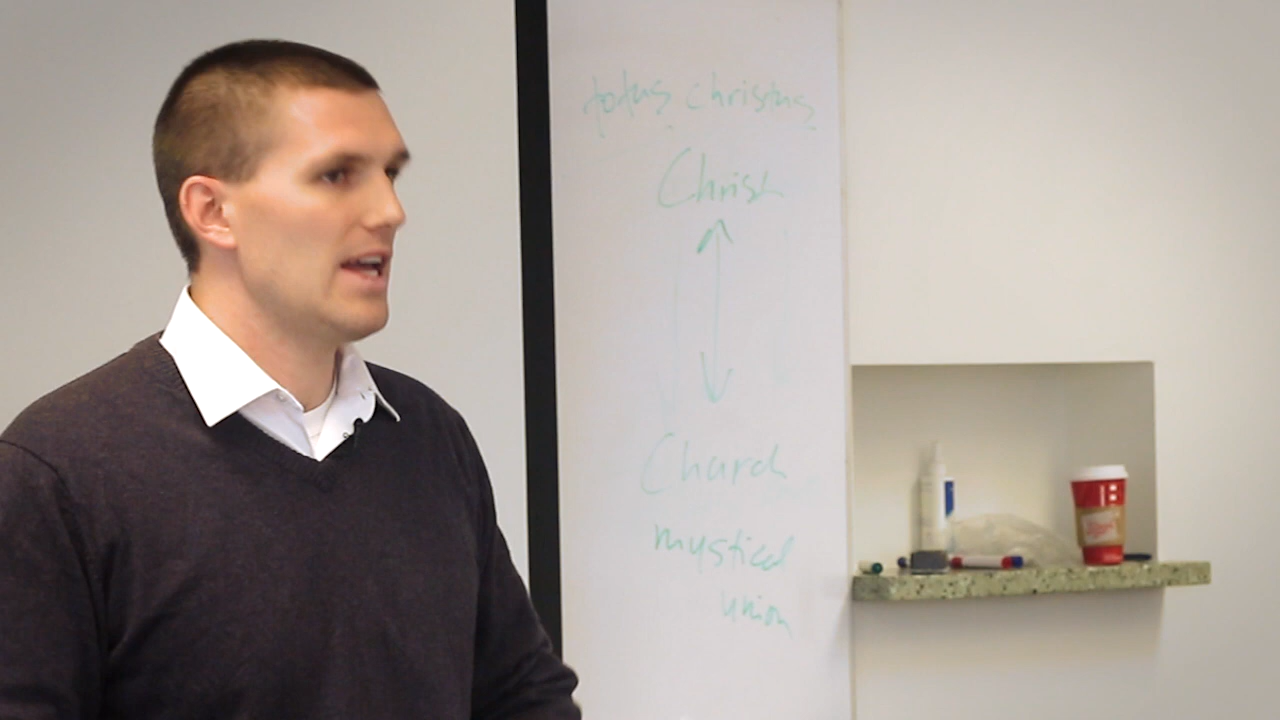 totus christus
Christ
Church
mystical
union